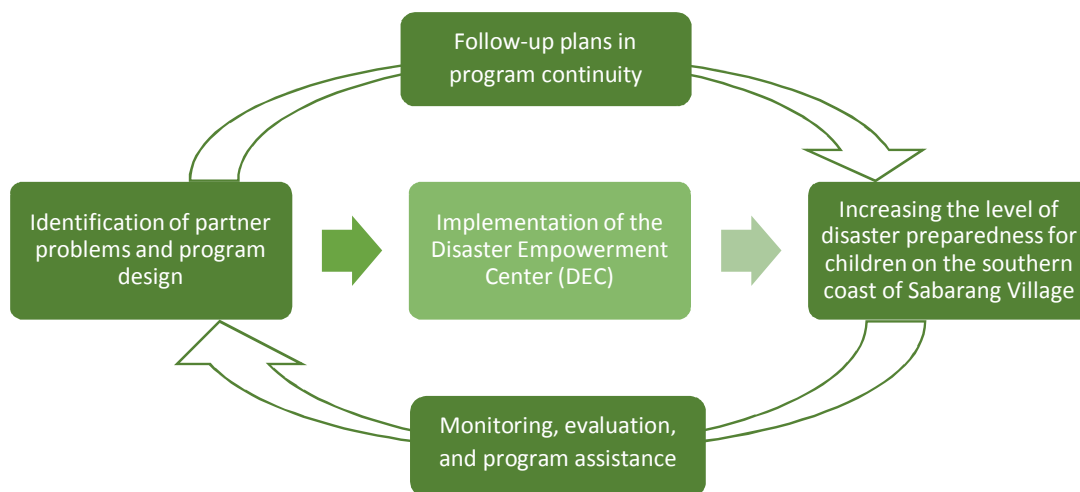 Follow-up plans in
program continuity
Identification of partner
problems and program
design
Implementation of the
Disaster Empowerment
Center (DEC)
Increasing the level of
disaster preparedness for
children on the southern
coast of Sabarang Village
Monitoring, evaluation,
and program assistance